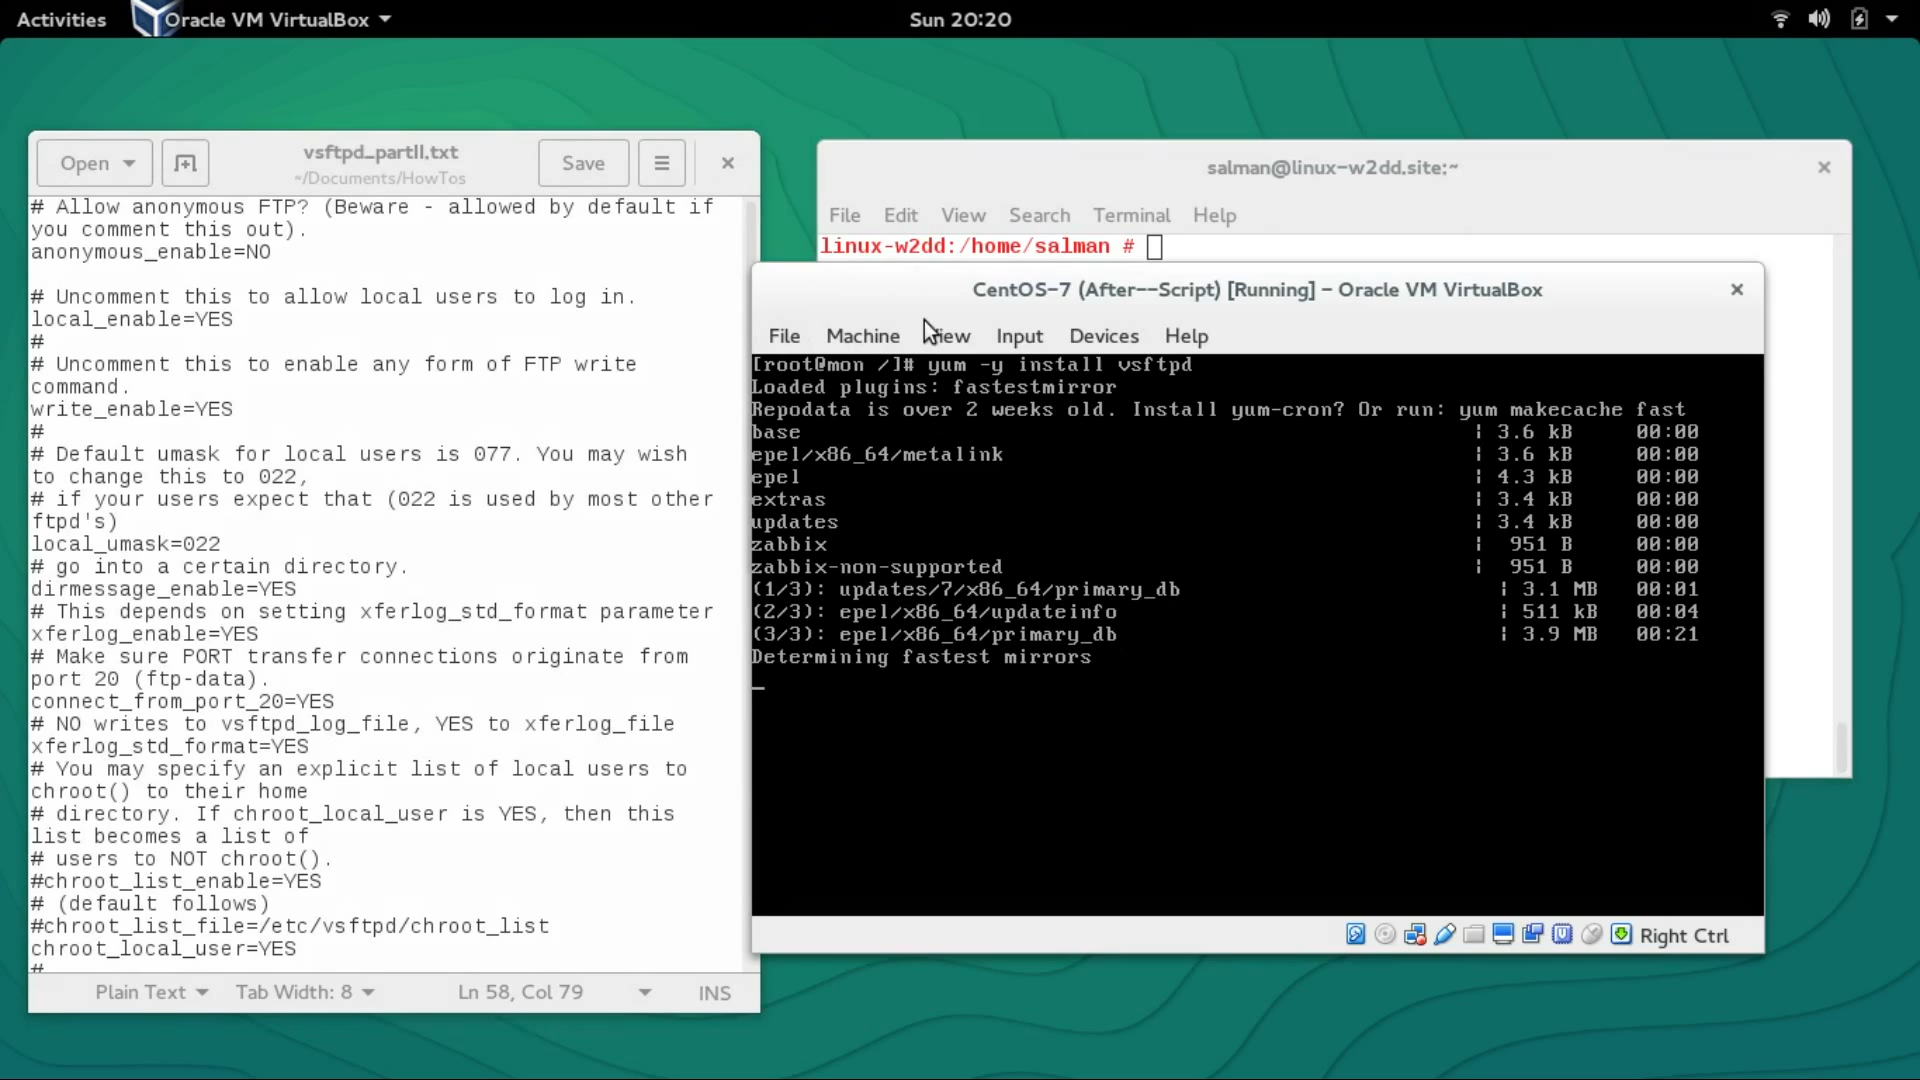 Activities Oracle VM VirtualBox Sun 20:20
Open vsftpd_partII.txt Save
~/Documents/HowTos
# Allow anonymous FTP? (Beware - allowed by default if
you comment this out).
anonymous_enable=NO
# Uncomment this to allow local users to log in.
local_enable=YES
#
# Uncomment this to enable any form of FTP write
command.
write_enable=YES
#
# Default umask for local users is 077. You may wish
to change this to 022,
# if your users expect that (022 is used by most other
ftpd's)
local_umask=022
# go into a certain directory.
dirmessage_enable=YES
# This depends on setting xferlog_std_format parameter
xferlog_enable=YES
# Make sure PORT transfer connections originate from
port 20 (ftp-data).
connect_from_port_20=YES
# NO writes to vsftpd_log_file, YES to xferlog_file
xferlog_std_format=YES
# You may specify an explicit list of local users to
chroot() to their home
# directory. If chroot_local_user is YES, then this
list becomes a list of
# users to NOT chroot().
#chroot_list_enable=YES
# (default follows)
#chroot_list_file=/etc/vsftpd/chroot_list
chroot_local_user=YES
#
Plain Text Tab Width: 8 Ln 58, Col 79 INS
salman@linux-w2dd.site:~
File Edit View Search Terminal Help
linux-w2dd:/home/salman #
CentOS-7 (After--Script) [Running] - Oracle VM VirtualBox
File Machine View Input Devices Help
[root@mon /]# yum -y install vsftpd
Loaded plugins: fastestmirror
Repodata is over 2 weeks old. Install yum-cron? Or run: yum makecache fast
base | 3.6 kB 00:00
epel/x86_64/metalink | 3.6 kB 00:00
epel | 4.3 kB 00:00
extras | 3.4 kB 00:00
updates | 3.4 kB 00:00
zabbix | 951 B 00:00
zabbix-non-supported | 951 B 00:00
(1/3): updates/7/x86_64/primary_db | 3.1 MB 00:01
(2/3): epel/x86_64/updateinfo | 511 kB 00:04
(3/3): epel/x86_64/primary_db | 3.9 MB 00:21
Determining fastest mirrors
Right Ctrl